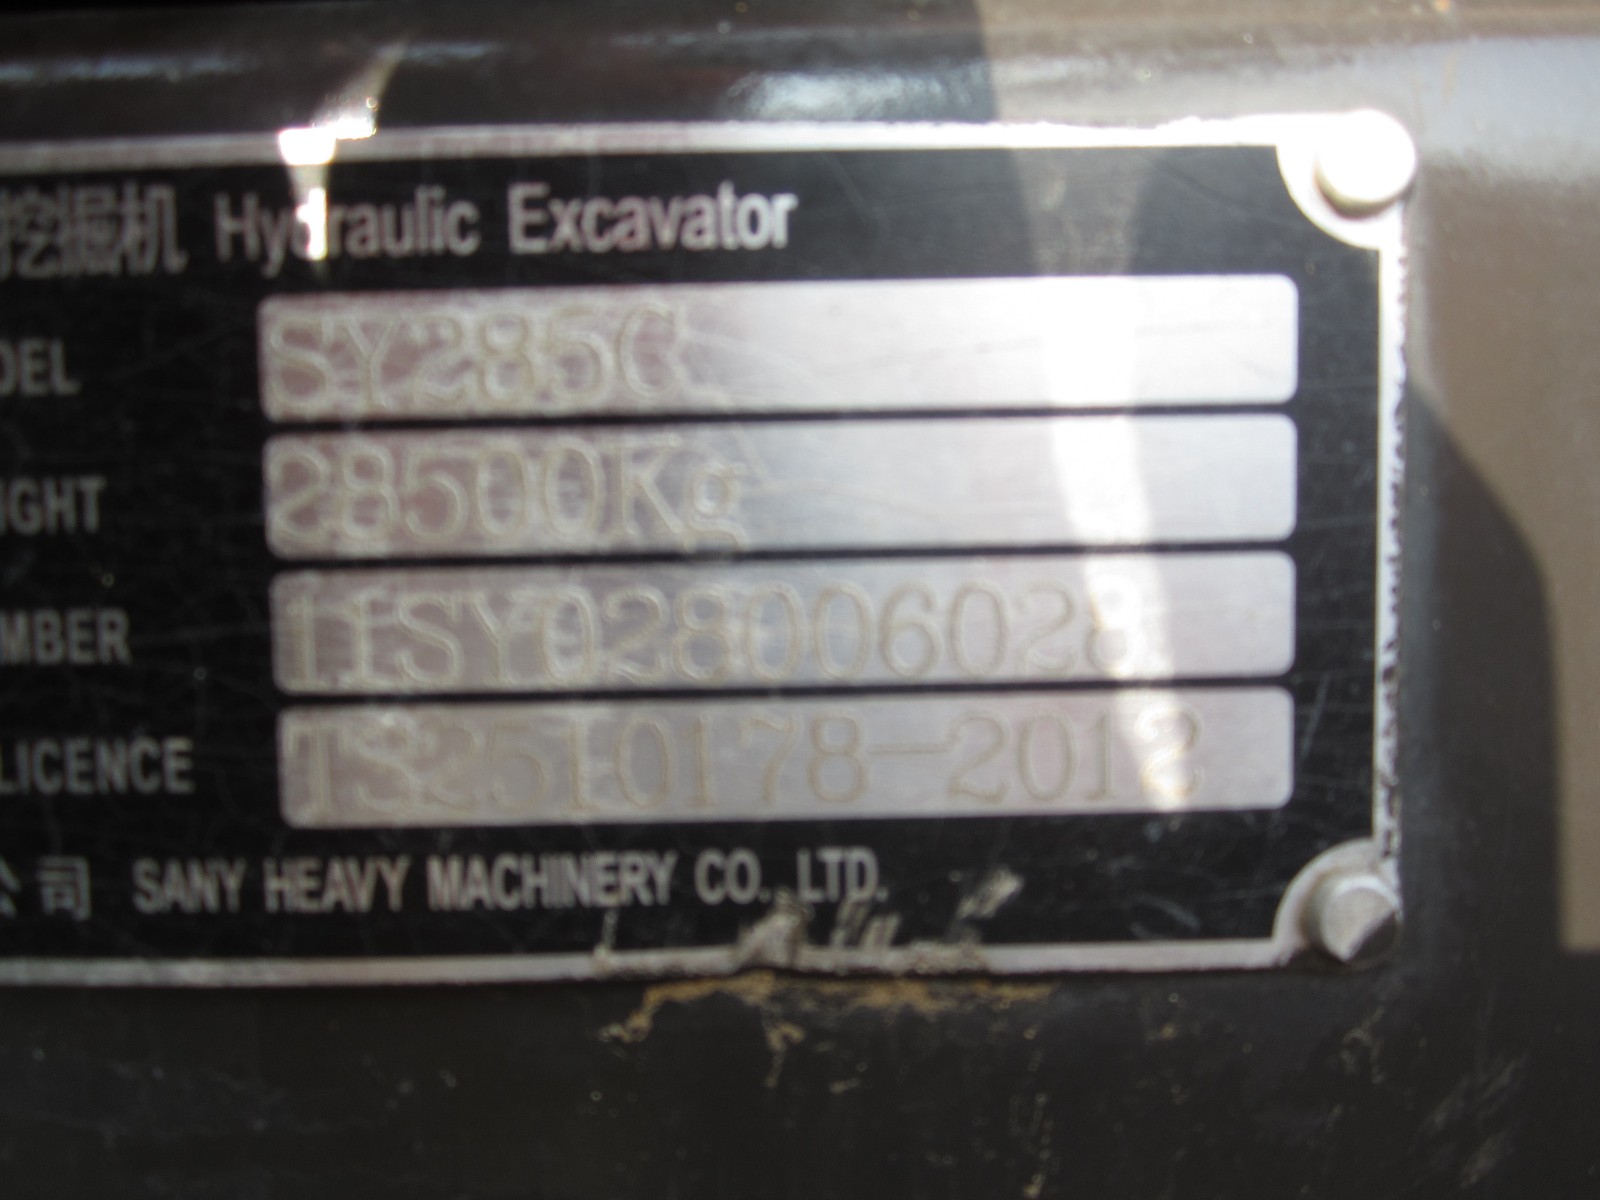 挖掘机 Hydraulic Excavator
DEL SY285C
IGHT 28500Kg
MBER 11SY028006028
LICENCE TS2510178-2012
公司 SANY HEAVY MACHINERY CO., LTD.